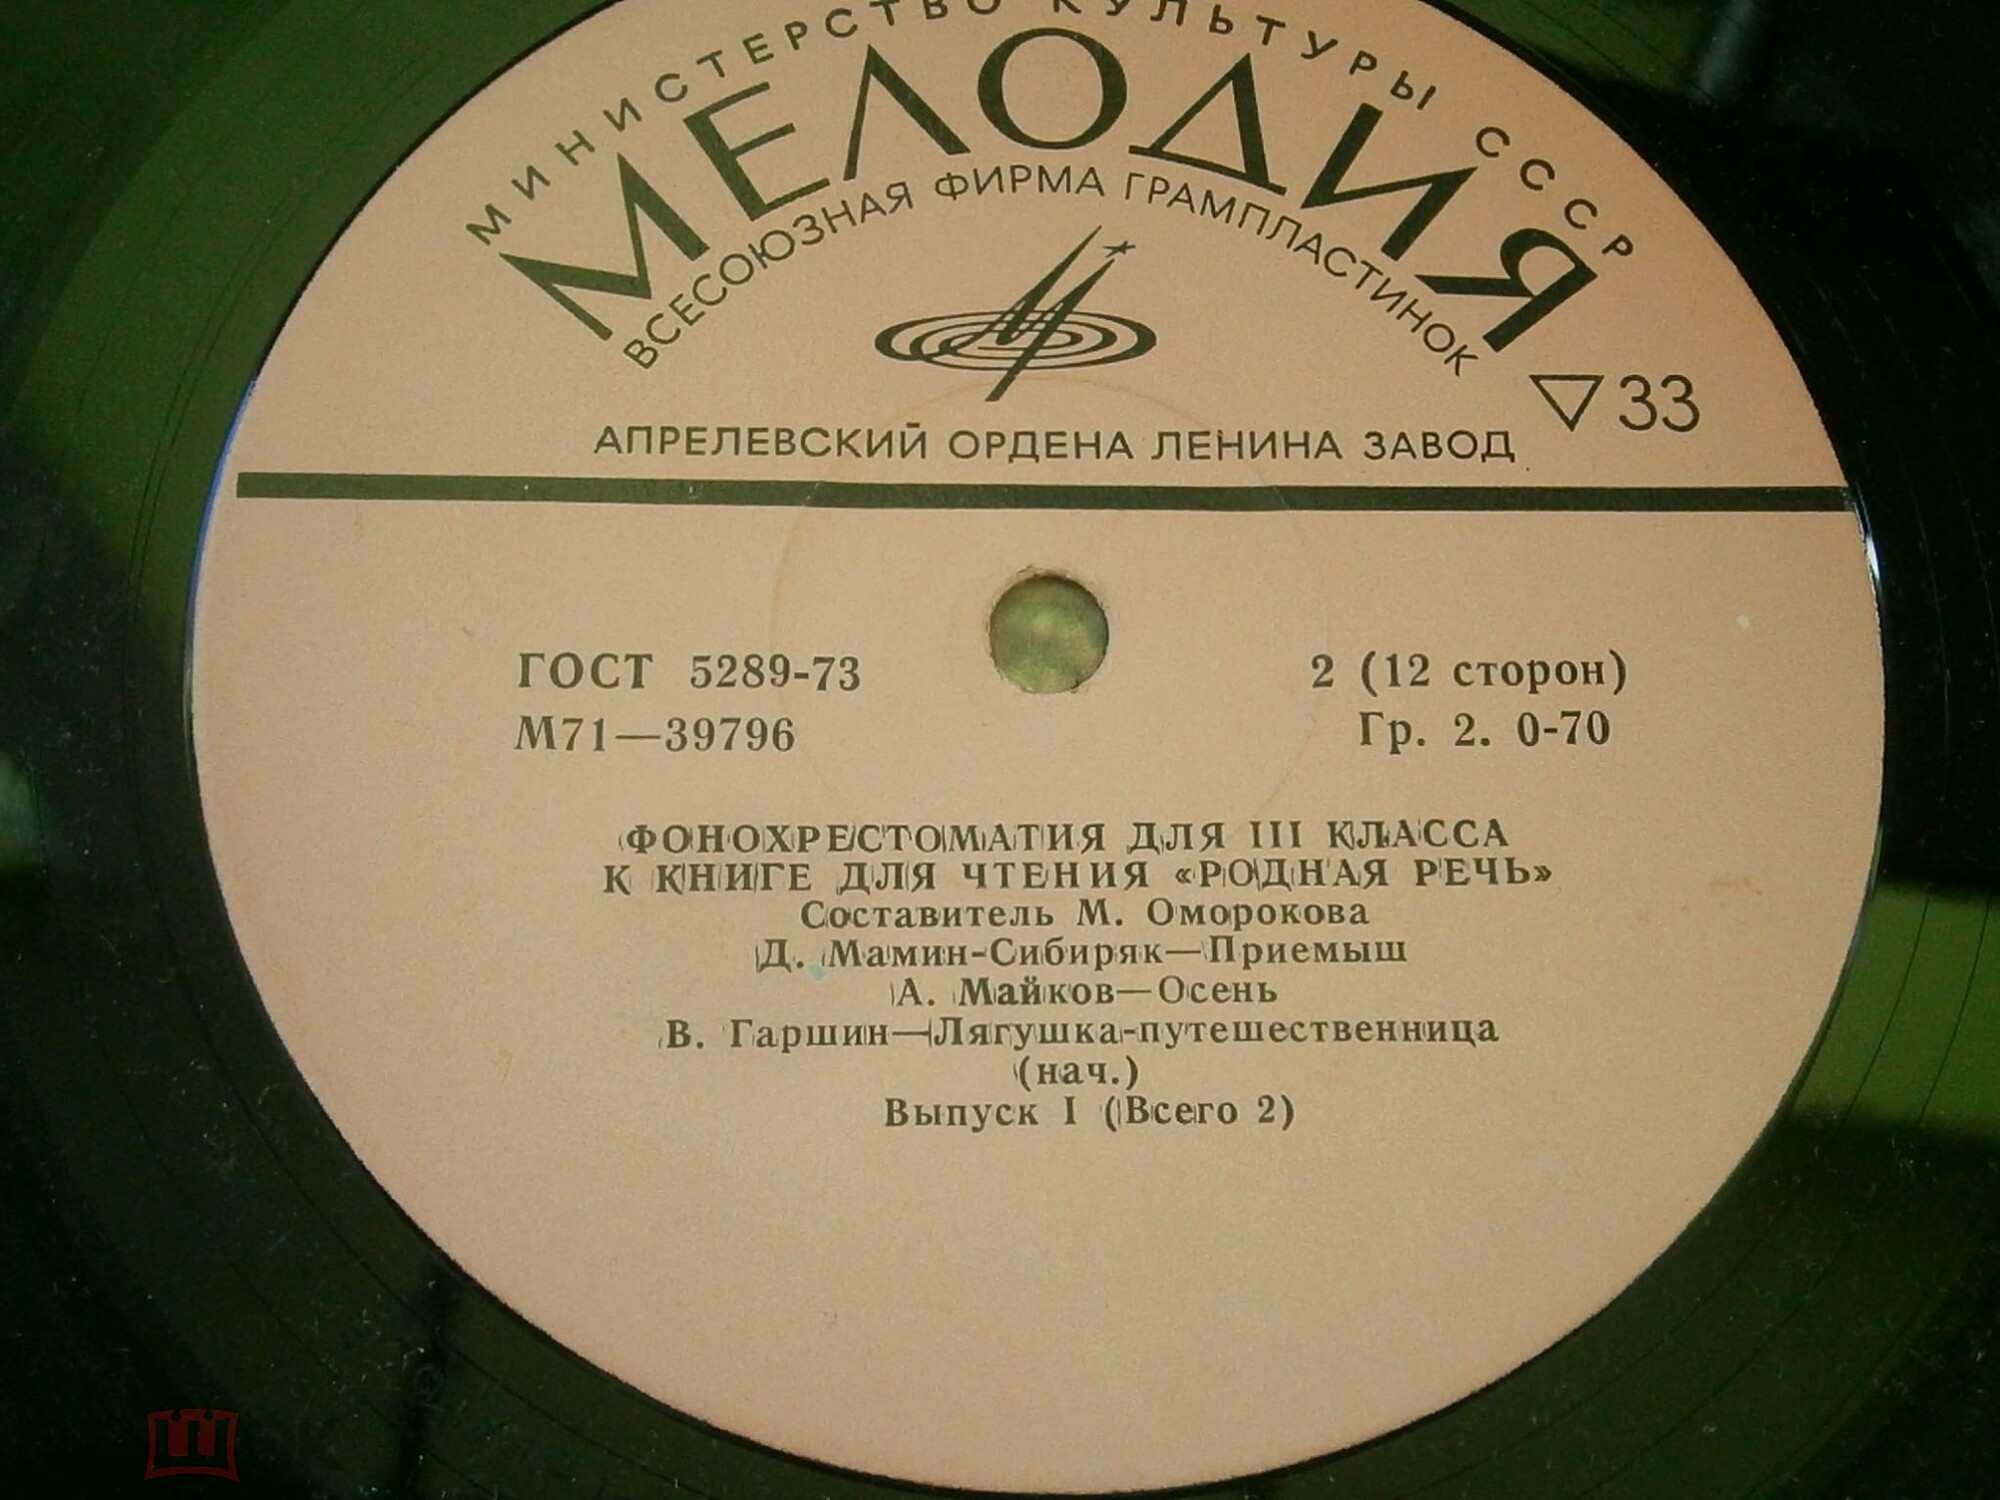 МИНИСТЕРСТВО КУЛЬТУРЫ СССР
МЕЛОДИЯ
ВСЕСОЮЗНАЯ ФИРМА ГРАМПЛАСТИНОК
33
АПРЕЛЕВСКИЙ ОРДЕНА ЛЕНИНА ЗАВОД
ГОСТ 5289-73
2 (12 сторон)
М71—39796
Гр. 2. 0-70
ФОНОХРЕСТОМАТИЯ ДЛЯ III КЛАССА
К КНИГЕ ДЛЯ ЧТЕНИЯ «РОДНАЯ РЕЧЬ»
Составитель М. Оморокова
Д. Мамин-Сибиряк—Приемыш
А. Майков—Осень
В. Гаршин—Лягушка-путешественница
(нач.)
Выпуск I (Всего 2)